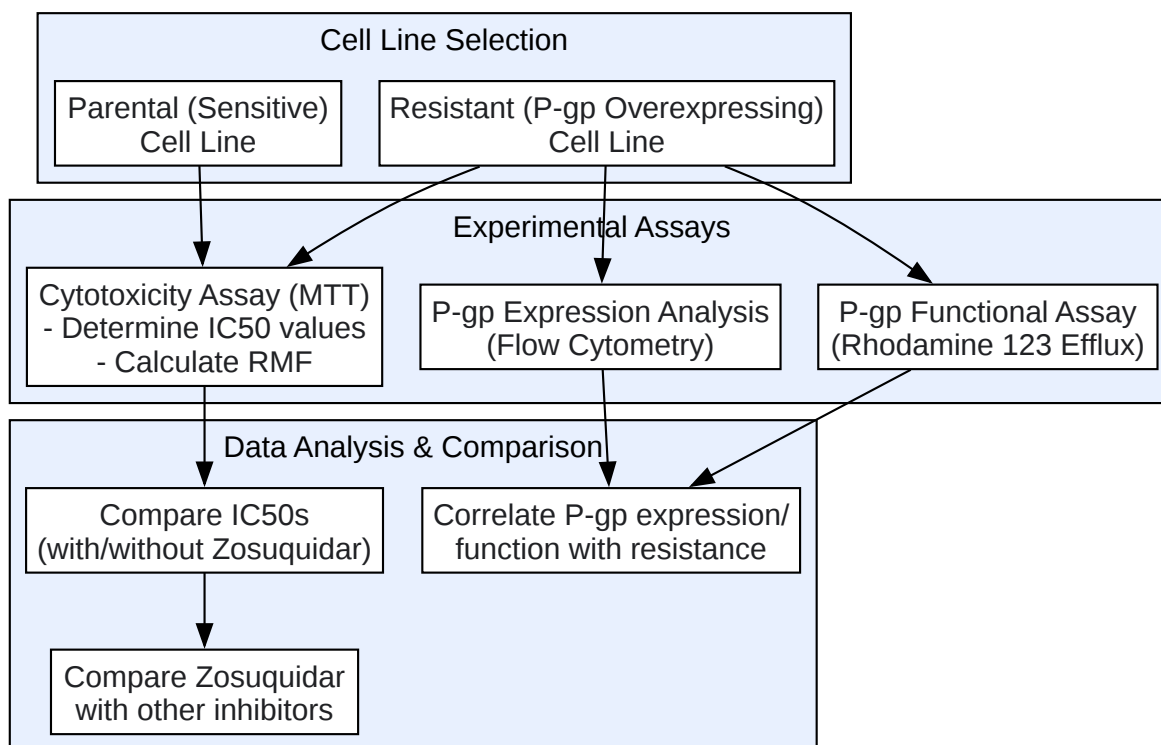 Cell Line Selection
Parental (Sensitive)
Cell Line
Resistant (P-gp Overexpressing)
Cell Line
Experimental Assays
Cytotoxicity Assay (MTT)
- Determine IC50 values
- Calculate RMF
P-gp Expression Analysis
(Flow Cytometry)
P-gp Functional Assay
(Rhodamine 123 Efflux)
Data Analysis & Comparison
Compare IC50s
(with/without Zosuquidar)
Correlate P-gp expression/
function with resistance
Compare Zosuquidar
with other inhibitors